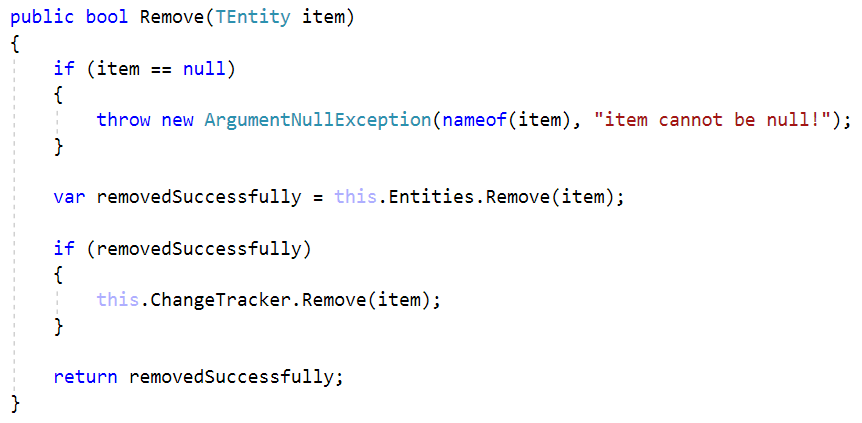 public bool Remove(TEntity item)
{
    if (item == null)
    {
        throw new ArgumentNullException(nameof(item), "item cannot be null!");
    }

    var removedSuccessfully = this.Entities.Remove(item);

    if (removedSuccessfully)
    {
        this.ChangeTracker.Remove(item);
    }

    return removedSuccessfully;
}